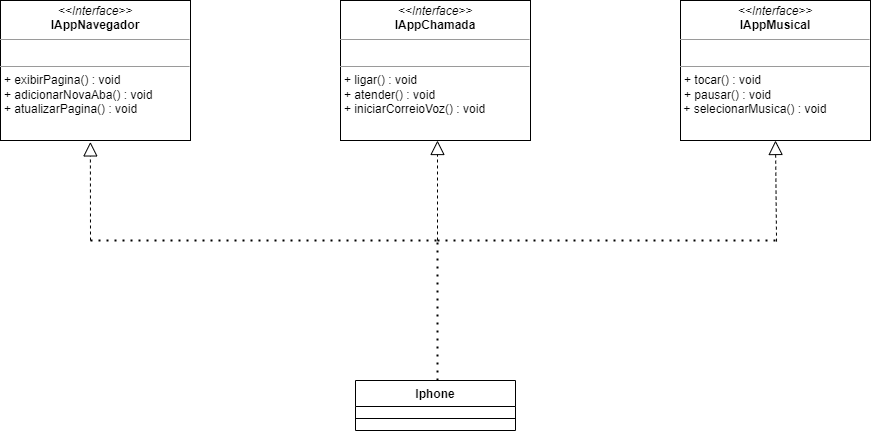 <<Interface>>
IAppNavegador
+ exibirPagina() : void
+ adicionarNovaAba() : void
+ atualizarPagina() : void
<<Interface>>
IAppChamada
+ ligar() : void
+ atender() : void
+ iniciarCorreioVoz() : void
<<Interface>>
IAppMusical
+ tocar() : void
+ pausar() : void
+ selecionarMusica() : void
Iphone